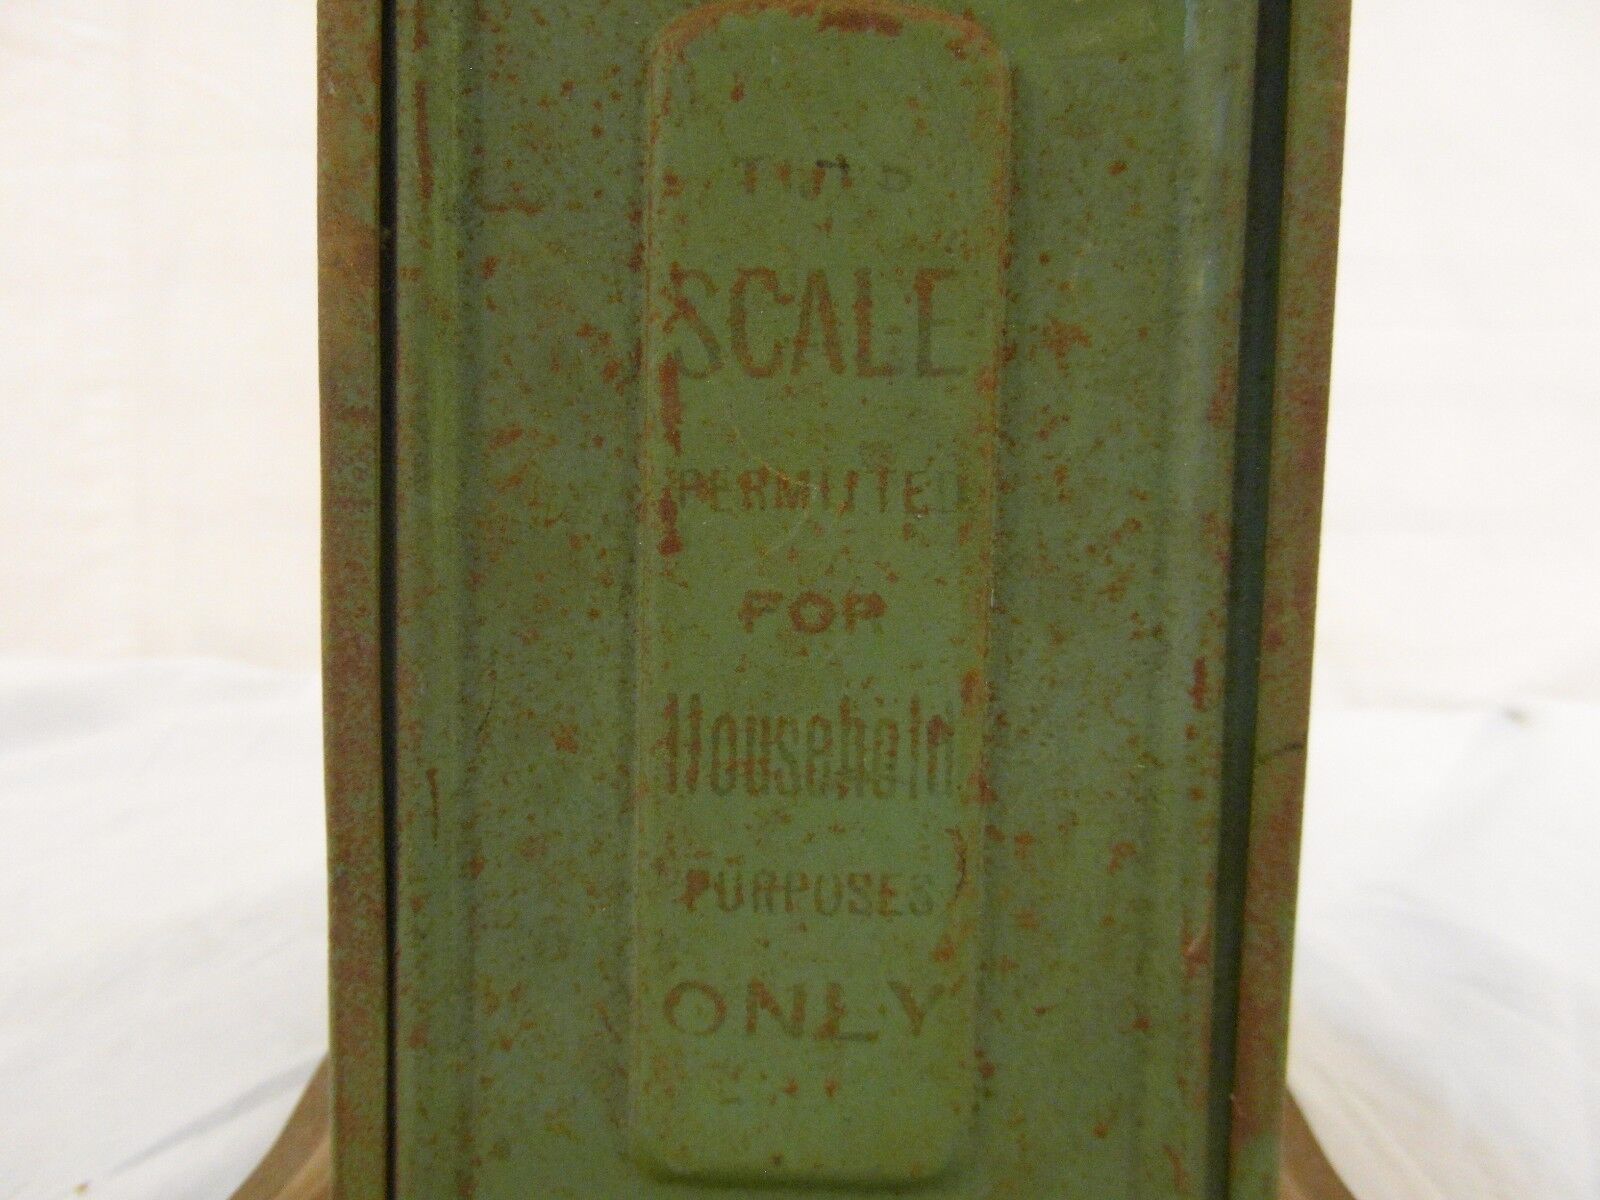 THIS
SCALE
PERMITTED
FOR
Household
PURPOSES
ONLY